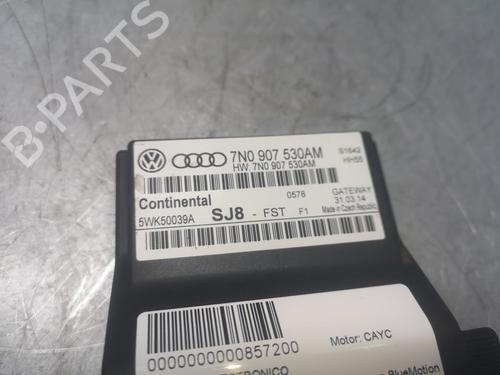 B-PARTS
7N0 907 530AM
HW: 7N0 907 530AM
S1642
HH55
Continental
0578
GATEWAY
31.03.14
5WK50039A
SJ8 - FST F1
Made in Czech Republic
0000000000857200
Motor: CAYC
BlueMotion